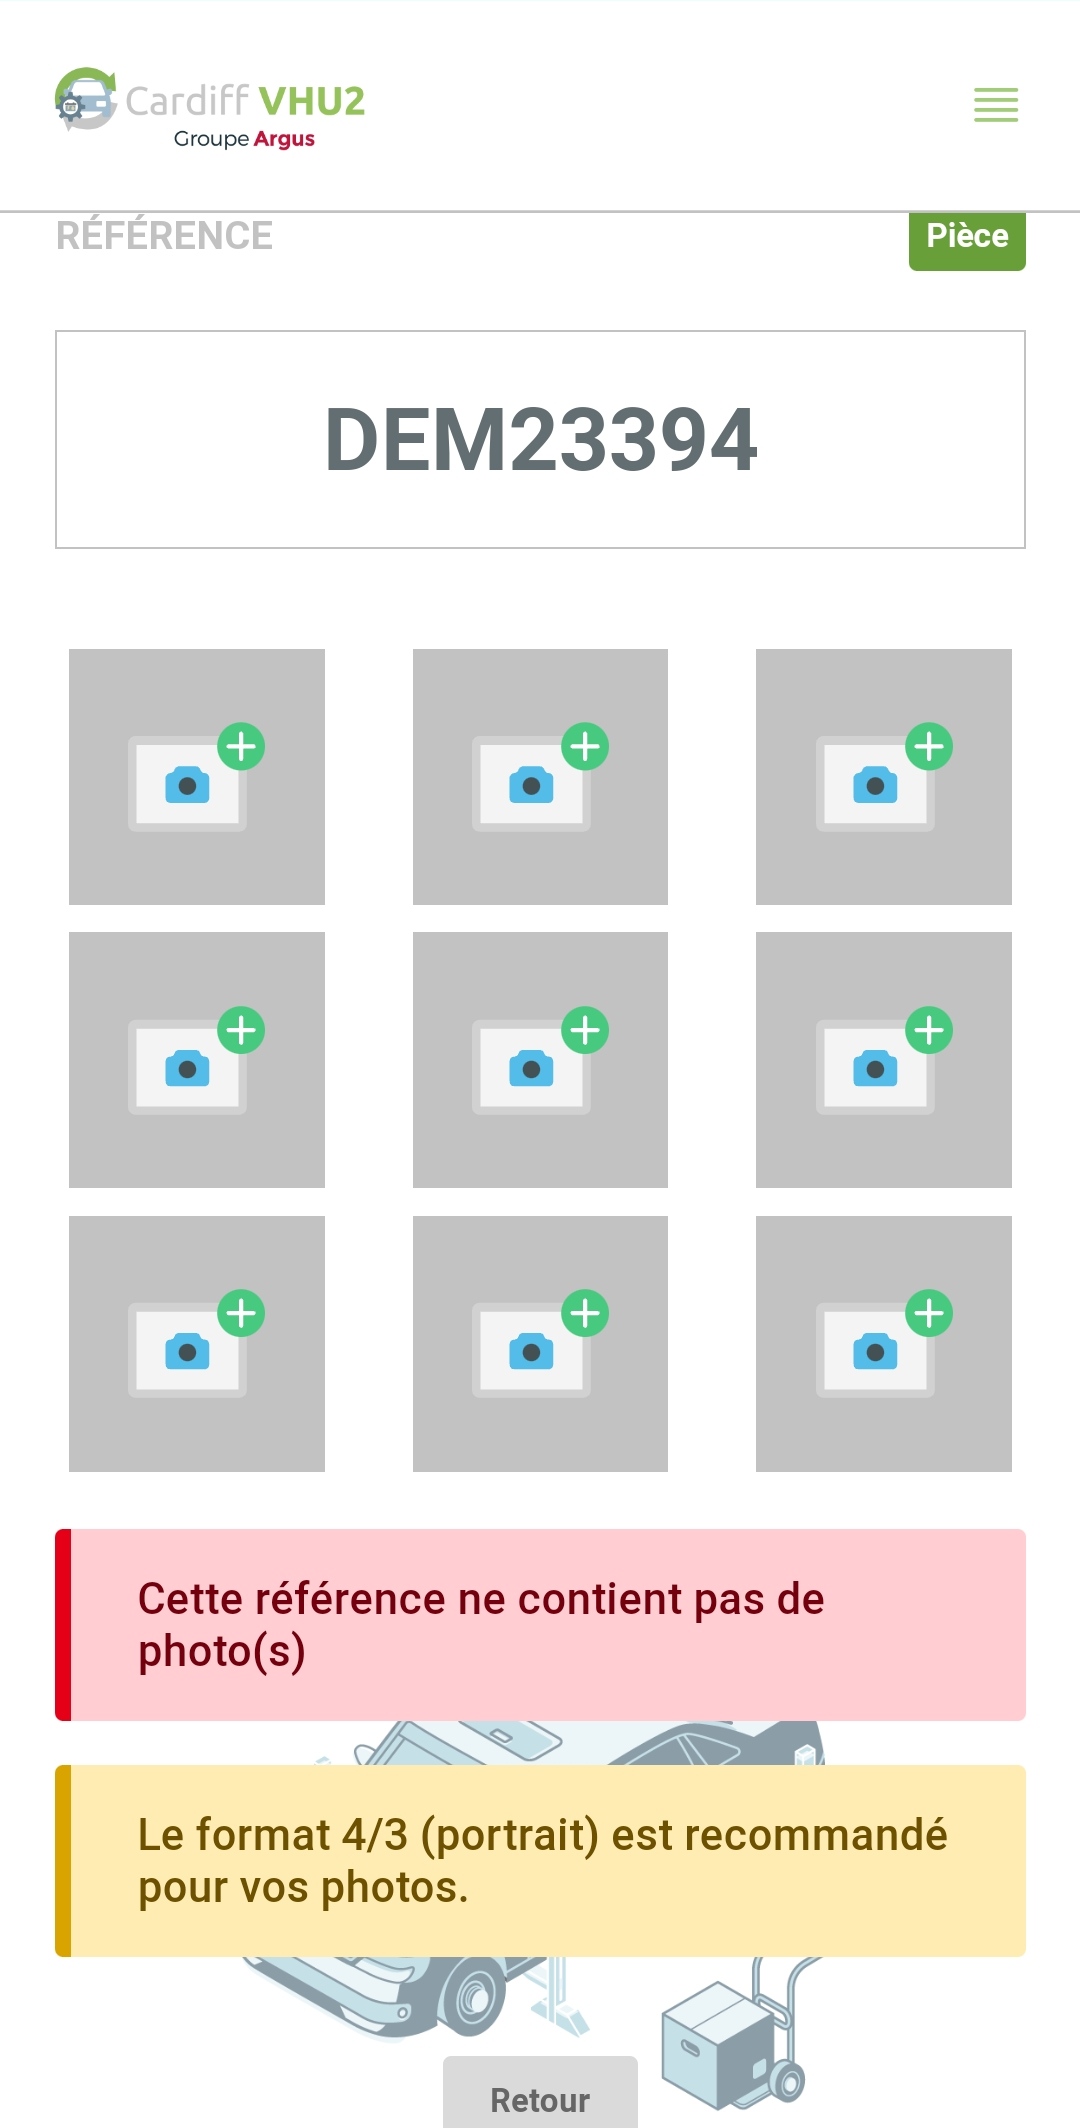 Cardiff VHU2
Groupe Argus
RÉFÉRENCE
Pièce
DEM23394
Cette référence ne contient pas de
photo(s)
Le format 4/3 (portrait) est recommandé
pour vos photos.
Retour